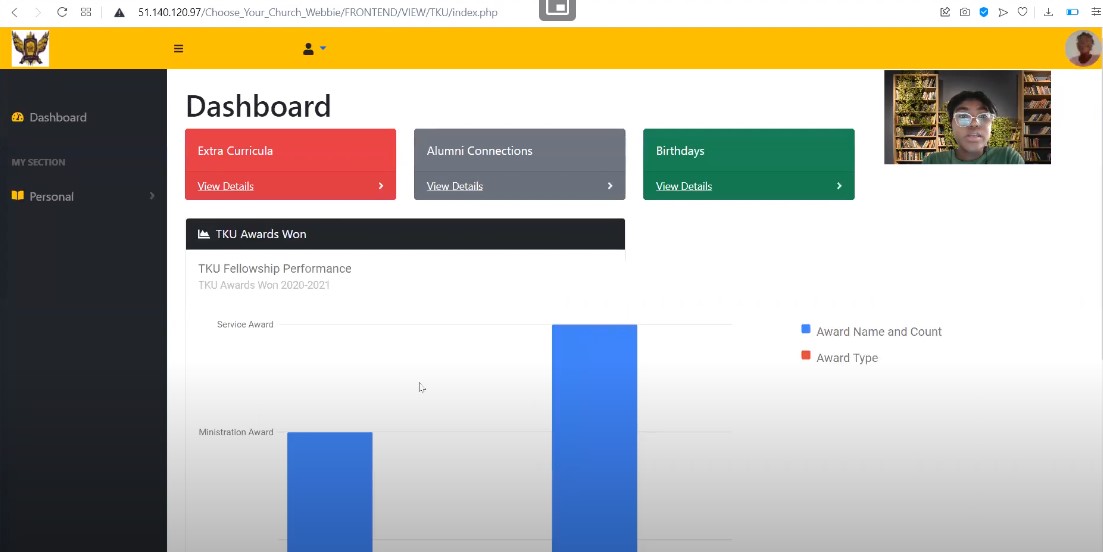 51.140.120.97/Choose_Your_Church_Webbie/FRONTEND/VIEW/TKU/index.php
Dashboard
MY SECTION
Personal
Dashboard
Extra Curricula
View Details
Alumni Connections
View Details
Birthdays
View Details
TKU Awards Won
TKU Fellowship Performance
TKU Awards Won 2020-2021
Service Award
Ministration Award
Award Name and Count
Award Type